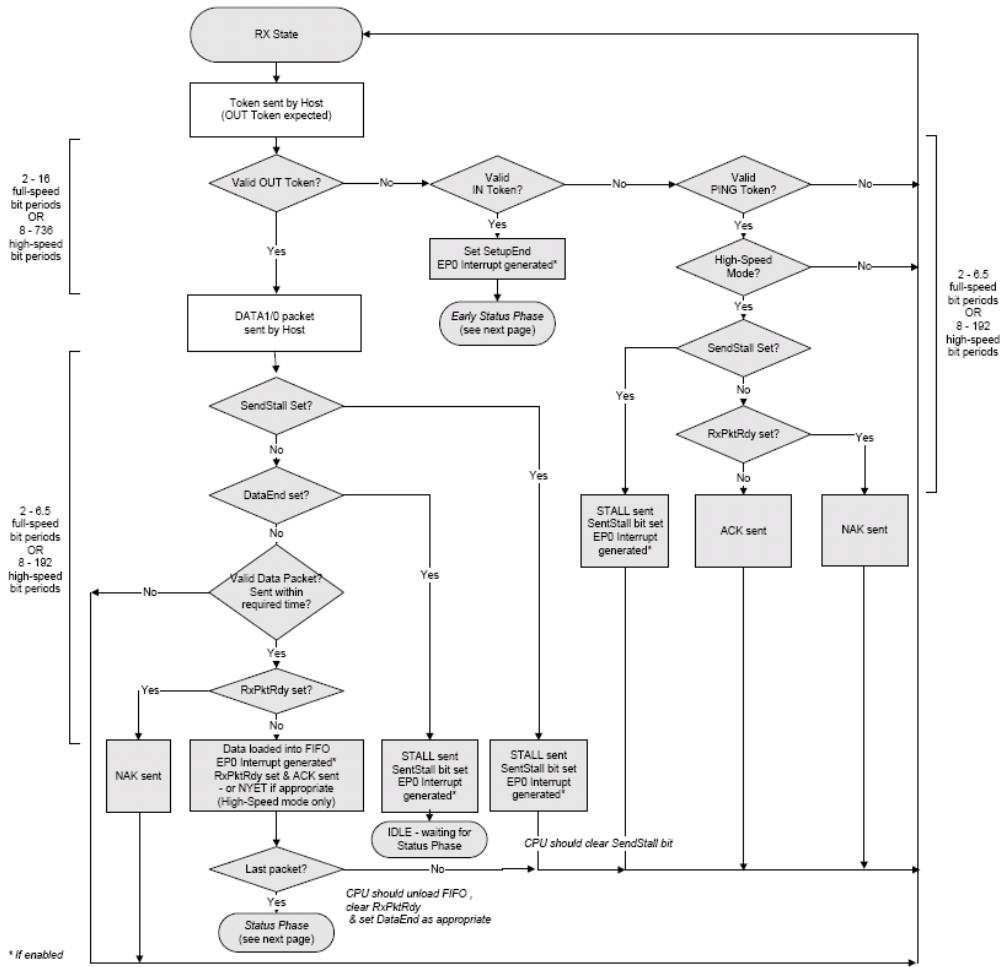 RX State
Token sent by Host
(OUT Token expected)
2 - 16
full-speed
bit periods
OR
8 - 736
high-speed
bit periods
Valid OUT Token?
No
Valid
IN Token?
No
Valid
PING Token?
No
Yes
Yes
Yes
Set SetupEnd
EP0 Interrupt generated*
High-Speed
Mode?
No
2 - 6.5
full-speed
bit periods
OR
8 - 192
high-speed
bit periods
DATA1/0 packet
sent by Host
Early Status Phase
(see next page)
Yes
SendStall Set?
Yes
No
SendStall Set?
RxPktRdy set?
Yes
No
Yes
No
DataEnd set?
STALL sent
SentStall bit set
EP0 Interrupt
generated*
ACK sent
NAK sent
2 - 6.5
full-speed
bit periods
OR
8 - 192
high-speed
bit periods
No
Yes
Valid Data Packet?
Sent within
required time?
No
Yes
RxPktRdy set?
Yes
No
NAK sent
Data loaded into FIFO
EP0 Interrupt generated*
RxPktRdy set & ACK sent
- or NYET if appropriate
(High-Speed mode only)
STALL sent
SentStall bit set
EP0 Interrupt
generated*
STALL sent
SentStall bit set
EP0 Interrupt
generated*
IDLE - waiting for
Status Phase
CPU should clear SendStall bit
Last packet?
No
CPU should unload FIFO ,
clear RxPktRdy
& set DataEnd as appropriate
Yes
Status Phase
(see next page)
* if enabled